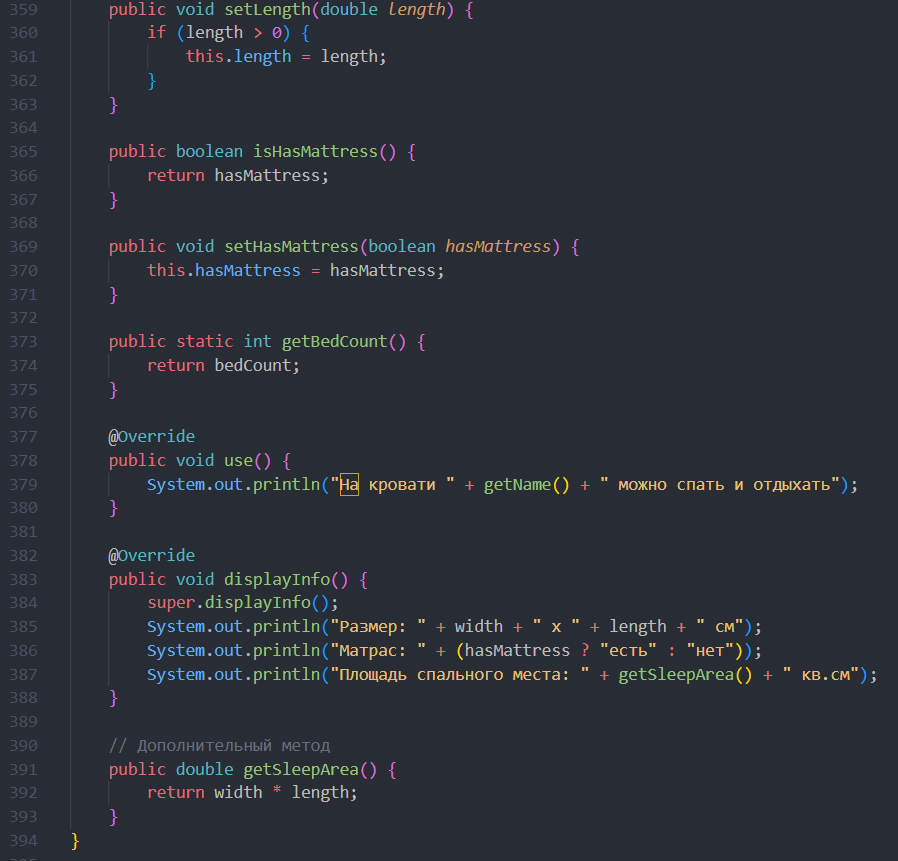 359 public void setLength(double length) {
360 if (length > 0) {
361 this.length = length;
362 }
363 }
364
365 public boolean isHasMattress() {
366 return hasMattress;
367 }
368
369 public void setHasMattress(boolean hasMattress) {
370 this.hasMattress = hasMattress;
371 }
372
373 public static int getBedCount() {
374 return bedCount;
375 }
376
377 @Override
378 public void use() {
379 System.out.println("На кровати " + getName() + " можно спать и отдыхать");
380 }
381
382 @Override
383 public void displayInfo() {
384 super.displayInfo();
385 System.out.println("Размер: " + width + " x " + length + " см");
386 System.out.println("Матрас: " + (hasMattress ? "есть" : "нет"));
387 System.out.println("Площадь спального места: " + getSleepArea() + " кв.см");
388 }
389
390 // Дополнительный метод
391 public double getSleepArea() {
392 return width * length;
393 }
394 }